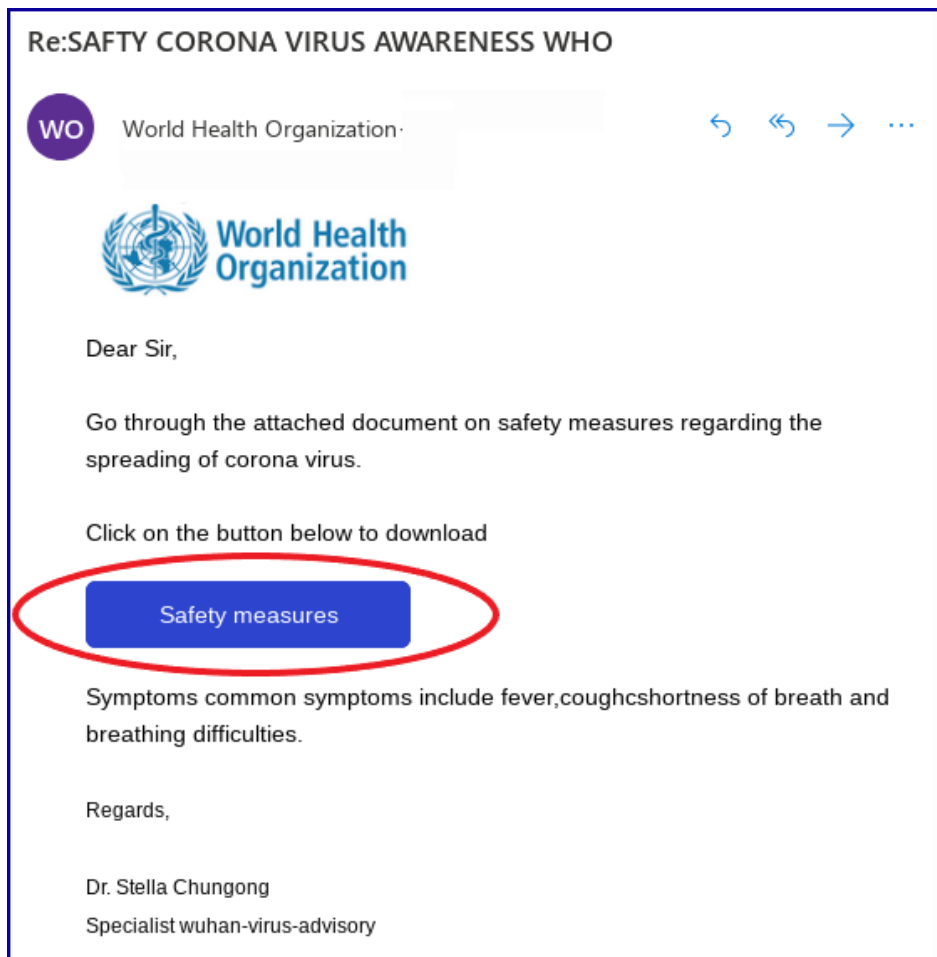 Re:SAFTY CORONA VIRUS AWARENESS WHO
WO
World Health Organization
World Health
Organization
Dear Sir,
Go through the attached document on safety measures regarding the
spreading of corona virus.
Click on the button below to download
Safety measures
Symptoms common symptoms include fever,coughcshortness of breath and
breathing difficulties.
Regards,
Dr. Stella Chungong
Specialist wuhan-virus-advisory